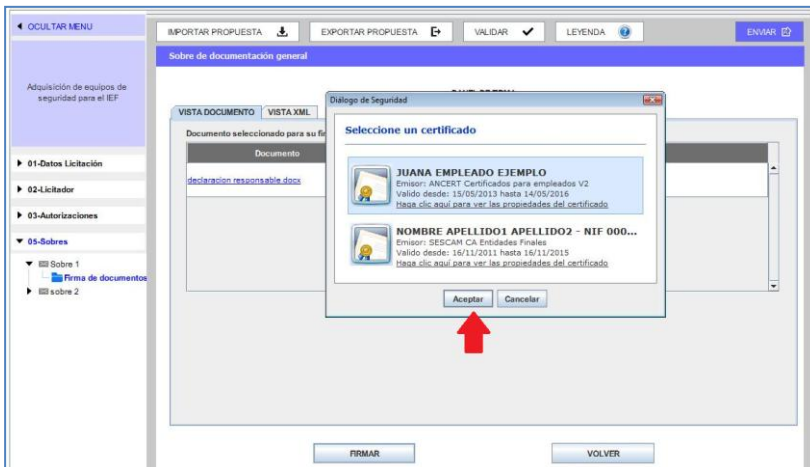 OCULTAR MENU
IMPORTAR PROPUESTA
EXPORTAR PROPUESTA
VALIDAR
LEYENDA
ENVIAR
Sobre de documentación general
Adquisición de equipos de
seguridad para el IEF
01-Datos Licitación
02-Licitador
03-Autorizaciones
05-Sobres
Sobre 1
Firma de documentos
sobre 2
VISTA DOCUMENTO
VISTA XML
Documento seleccionado para su
Documento
declaracion responsable.docx
Diálogo de Seguridad
Seleccione un certificado
JUANA EMPLEADO EJEMPLO
Emisor: ANCERT Certificados para empleados V2
Valido desde: 15/05/2013 hasta 14/05/2016
Haga clic aquí para ver las propiedades del certificado
NOMBRE APELLIDO1 APELLIDO2 - NIF 000...
Emisor: SESCAM CA Entidades Finales
Valido desde: 16/11/2011 hasta 16/11/2015
Haga clic aquí para ver las propiedades del certificado
Aceptar
Cancelar
FIRMAR
VOLVER